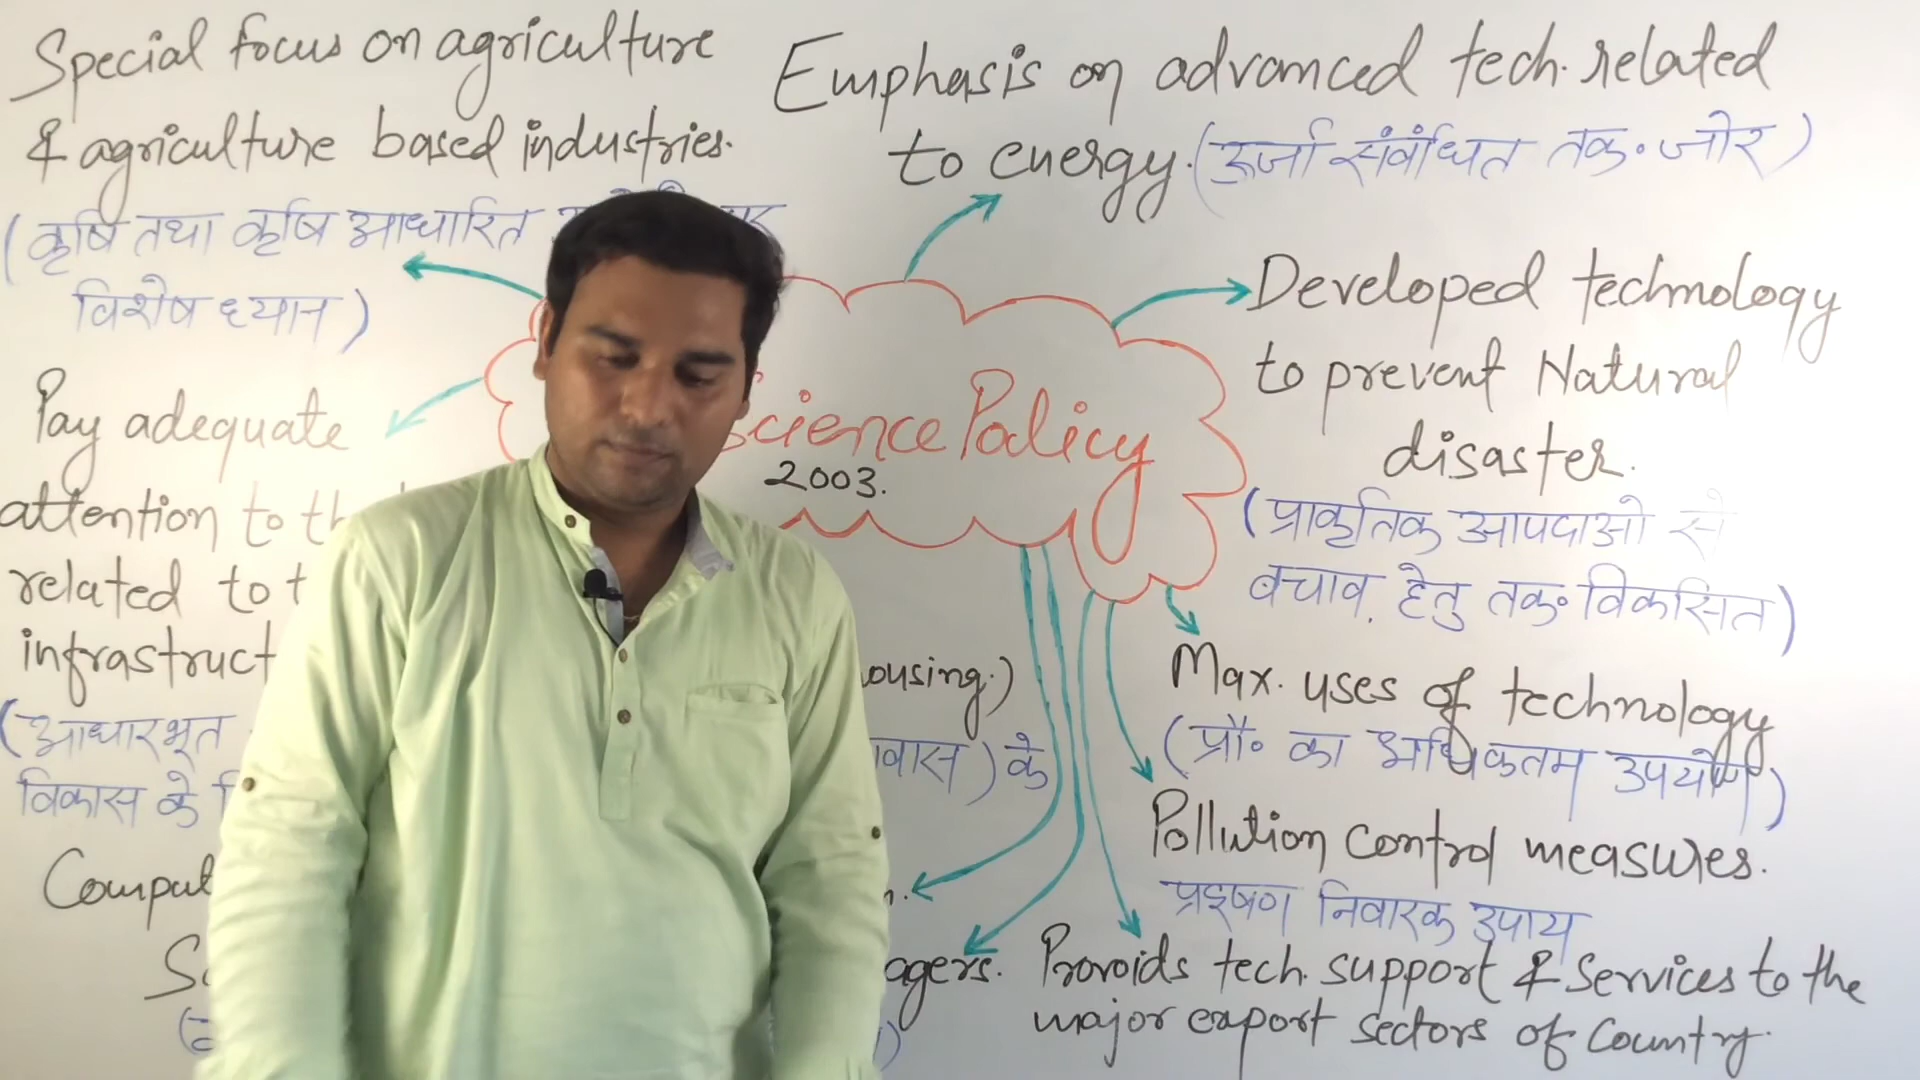 Special focus on agriculture
& agriculture based industries.
(कृषि तथा कृषि आधारित
विशेष ध्यान)
Pay adequate
attention to th
related to t
infrastruct
(आधारभूत
विकास के
Comput
Emphasis on advanced tech. related
to energy. (ऊर्जा संबंधित तक॰ जोर)
Science Policy
2003.
Developed technology
to prevent Natural
disaster.
(प्राकृतिक आपदाओ से
बचाव हेतु तक॰ विकसित)
Max. uses of technology
(प्रौ॰ का अधिकतम उपयोग)
Pollution control measures.
प्रदूषण निवारक उपाय
Provoids tech. support & Services to the
major export sectors of Country.
ousing.)
वास) के
agers.